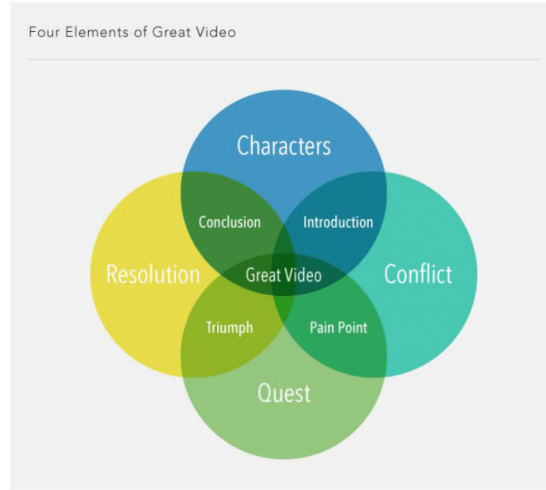 Four Elements of Great Video
Characters
Conclusion
Introduction
Resolution
Great Video
Conflict
Triumph
Pain Point
Quest